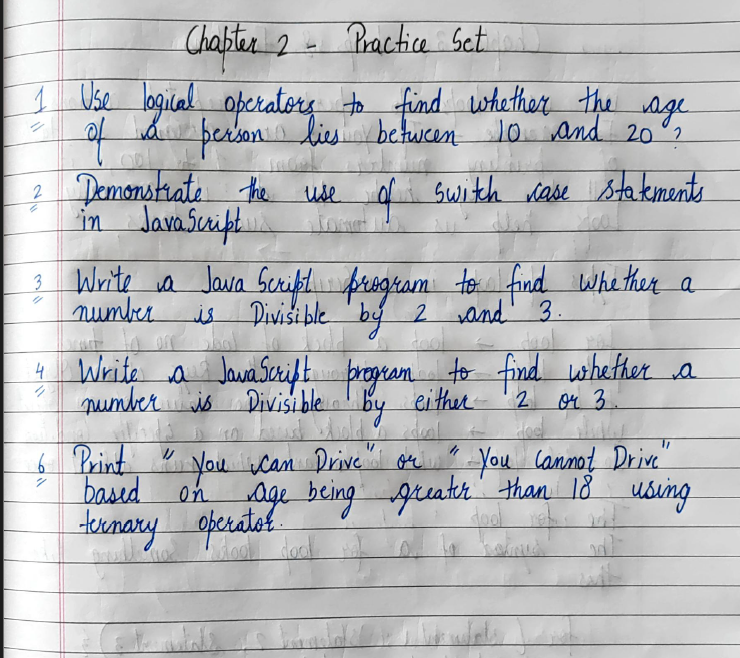 Chapter 2 - Practice Set
1 Use logical operators to find whether the age
of a person lies between 10 and 20 ?
2 Demonstrate the use of switch case statements
in JavaScript
3 Write a Java Script program to find whether a
number is Divisible by 2 and 3.
4 Write a JavaScript program to find whether a
number is Divisible by either 2 or 3.
6 Print "You can Drive" or "You Cannot Drive"
based on age being greater than 18 using
ternary operator.